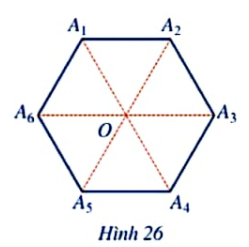 A₁ A₂
A₆ O A₃
A₅ A₄
Hình 26